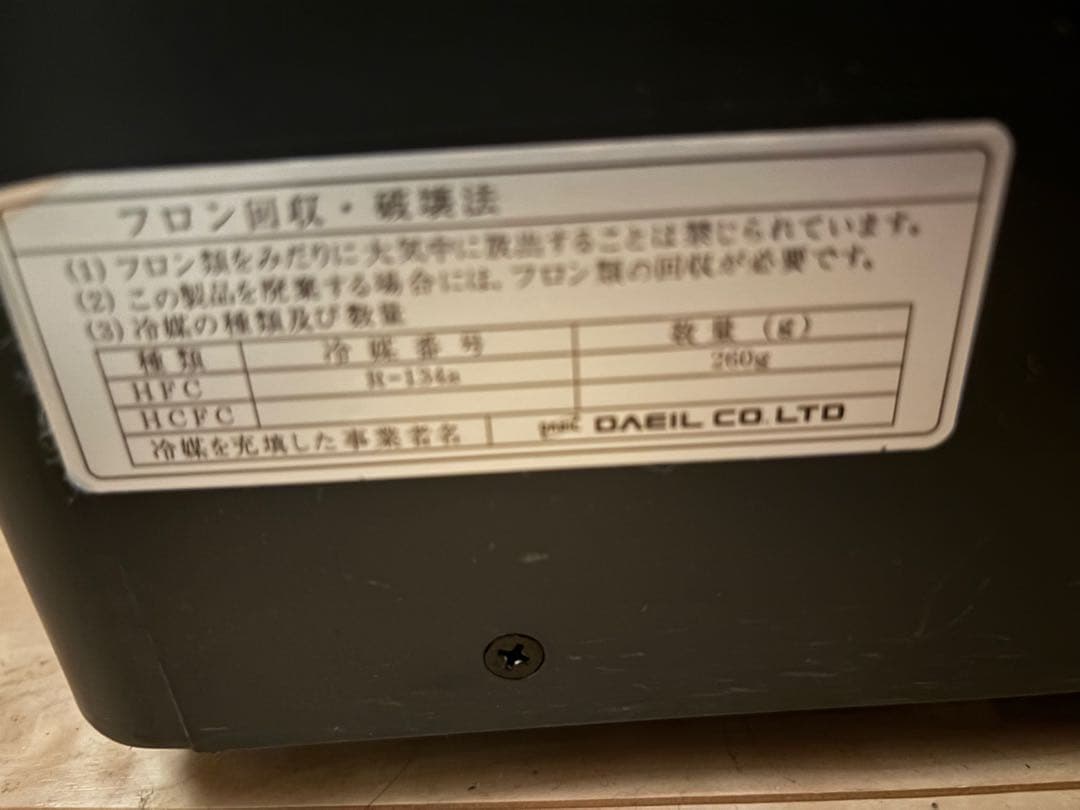 フロン回収・破壊法
(1) フロン類をみだりに大気中に放出することは禁じられています。
(2) この製品を廃棄する場合には、フロン類の回収が必要です。
(3) 冷媒の種類及び数量
種類 冷媒番号 数量 (g)
HFC R-134a 260g
HCFC
冷媒を充填した事業者名 DAEIL CO.LTD